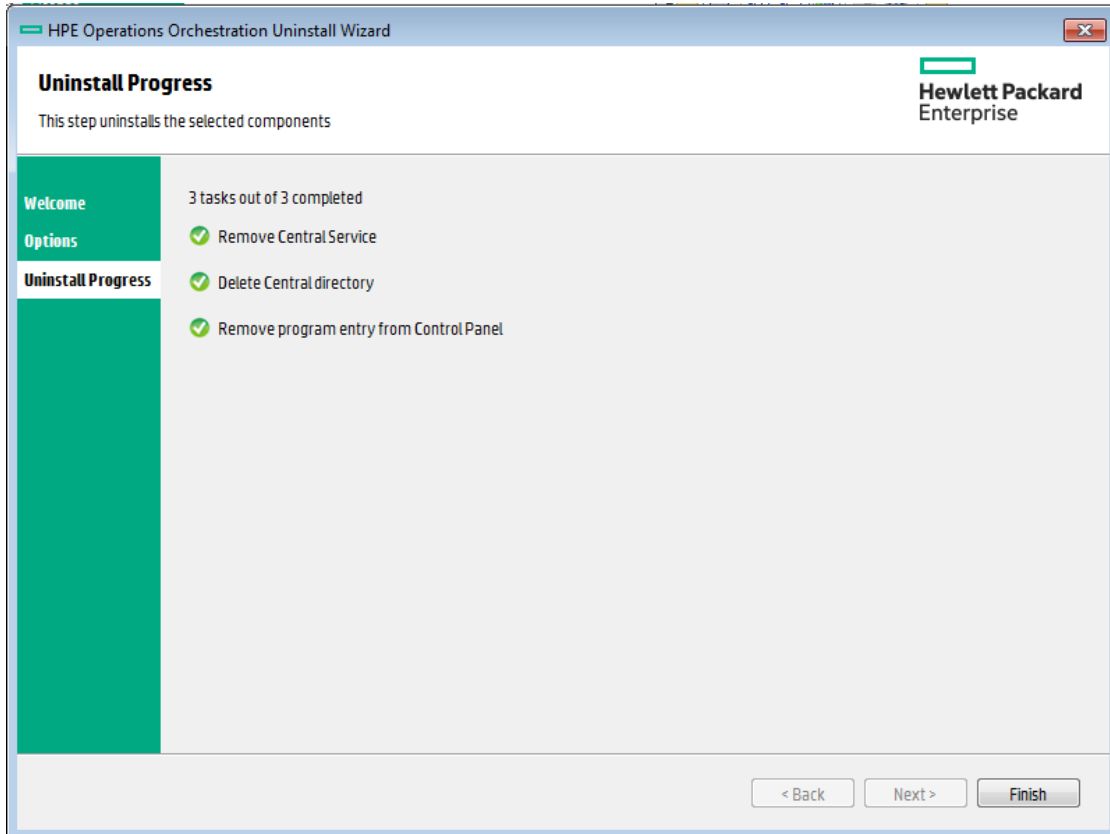 HPE Operations Orchestration Uninstall Wizard
Uninstall Progress
This step uninstalls the selected components
Hewlett Packard
Enterprise
Welcome
Options
Uninstall Progress
3 tasks out of 3 completed
Remove Central Service
Delete Central directory
Remove program entry from Control Panel
< Back
Next >
Finish